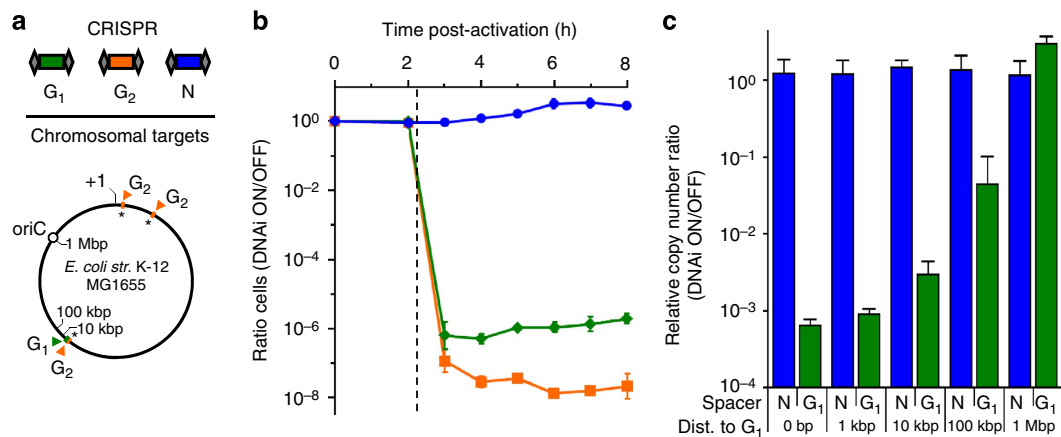 a
CRISPR
G₁ G₂ N
Chromosomal targets
+1 G₂ G₂
* *
oriC
1 Mbp
E. coli str. K-12
MG1655
100 kbp
10 kbp
*
G₁
G₂
b
Time post-activation (h)
0 2 4 6 8
Ratio cells (DNAi ON/OFF)
10⁰
10⁻²
10⁻⁴
10⁻⁶
10⁻⁸
c
Relative copy number ratio
(DNAi ON/OFF)
10⁰
10⁻¹
10⁻²
10⁻³
10⁻⁴
Spacer N G₁ N G₁ N G₁ N G₁ N G₁
Dist. to G₁ 0 bp 1 kbp 10 kbp 100 kbp 1 Mbp